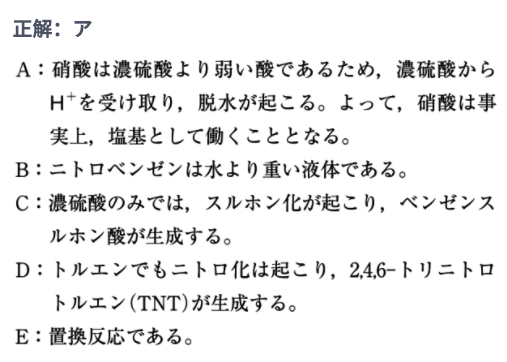 正解：ア
A：硝酸は濃硫酸より弱い酸であるため，濃硫酸から
H⁺を受け取り，脱水が起こる。よって，硝酸は事
実上，塩基として働くこととなる。
B：ニトロベンゼンは水より重い液体である。
C：濃硫酸のみでは，スルホン化が起こり，ベンゼンス
ルホン酸が生成する。
D：トルエンでもニトロ化は起こり，2,4,6-トリニトロ
トルエン(TNT)が生成する。
E：置換反応である。